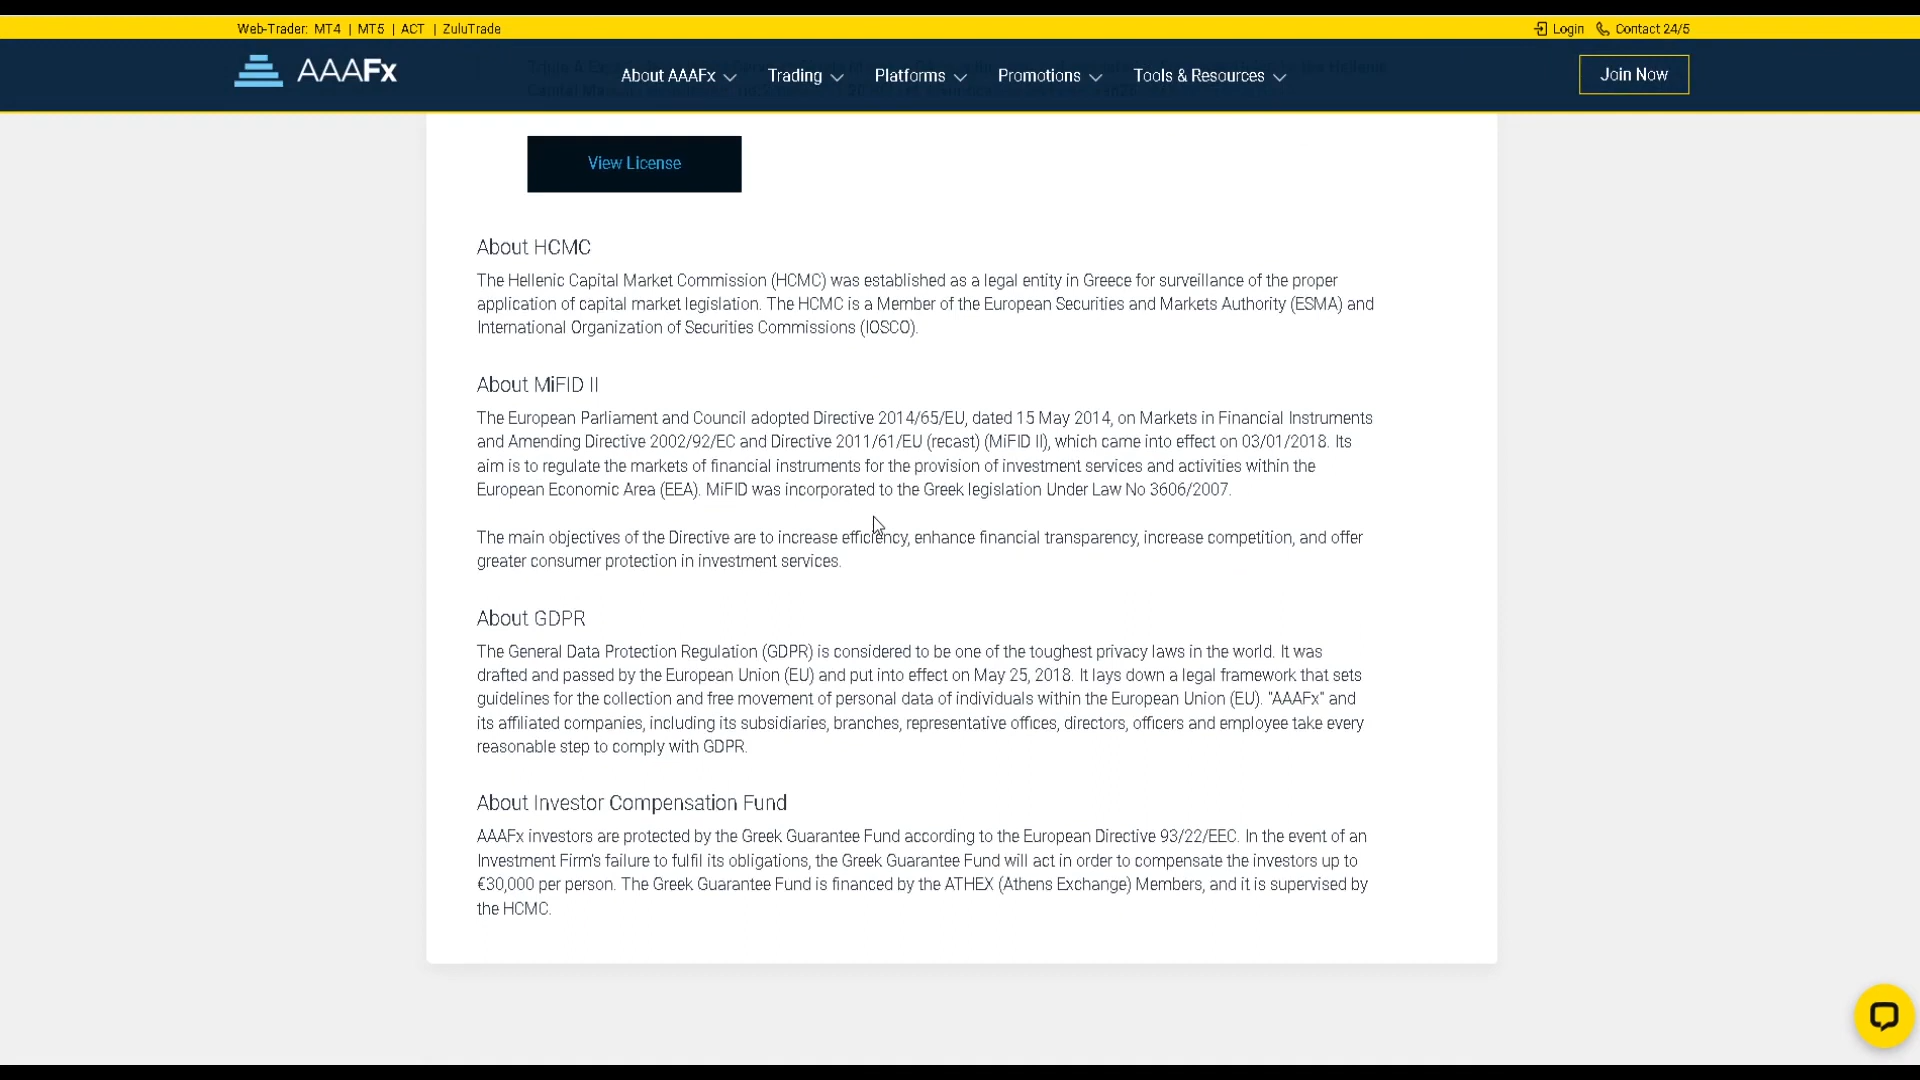 Web-Trader: MT4 | MT5 | ACT | ZuluTrade
Login Contact 24/5
AAAFx
About AAAFx Trading Platforms Promotions Tools & Resources
Join Now
View License
About HCMC
The Hellenic Capital Market Commission (HCMC) was established as a legal entity in Greece for surveillance of the proper
application of capital market legislation. The HCMC is a Member of the European Securities and Markets Authority (ESMA) and
International Organization of Securities Commissions (IOSCO).
About MiFID II
The European Parliament and Council adopted Directive 2014/65/EU, dated 15 May 2014, on Markets in Financial Instruments
and Amending Directive 2002/92/EC and Directive 2011/61/EU (recast) (MiFID II), which came into effect on 03/01/2018. Its
aim is to regulate the markets of financial instruments for the provision of investment services and activities within the
European Economic Area (EEA). MiFID was incorporated to the Greek legislation Under Law No 3606/2007.
The main objectives of the Directive are to increase efficiency, enhance financial transparency, increase competition, and offer
greater consumer protection in investment services.
About GDPR
The General Data Protection Regulation (GDPR) is considered to be one of the toughest privacy laws in the world. It was
drafted and passed by the European Union (EU) and put into effect on May 25, 2018. It lays down a legal framework that sets
guidelines for the collection and free movement of personal data of individuals within the European Union (EU). "AAAFx" and
its affiliated companies, including its subsidiaries, branches, representative offices, directors, officers and employee take every
reasonable step to comply with GDPR.
About Investor Compensation Fund
AAAFx investors are protected by the Greek Guarantee Fund according to the European Directive 93/22/EEC. In the event of an
Investment Firm's failure to fulfil its obligations, the Greek Guarantee Fund will act in order to compensate the investors up to
€30,000 per person. The Greek Guarantee Fund is financed by the ATHEX (Athens Exchange) Members, and it is supervised by
the HCMC.